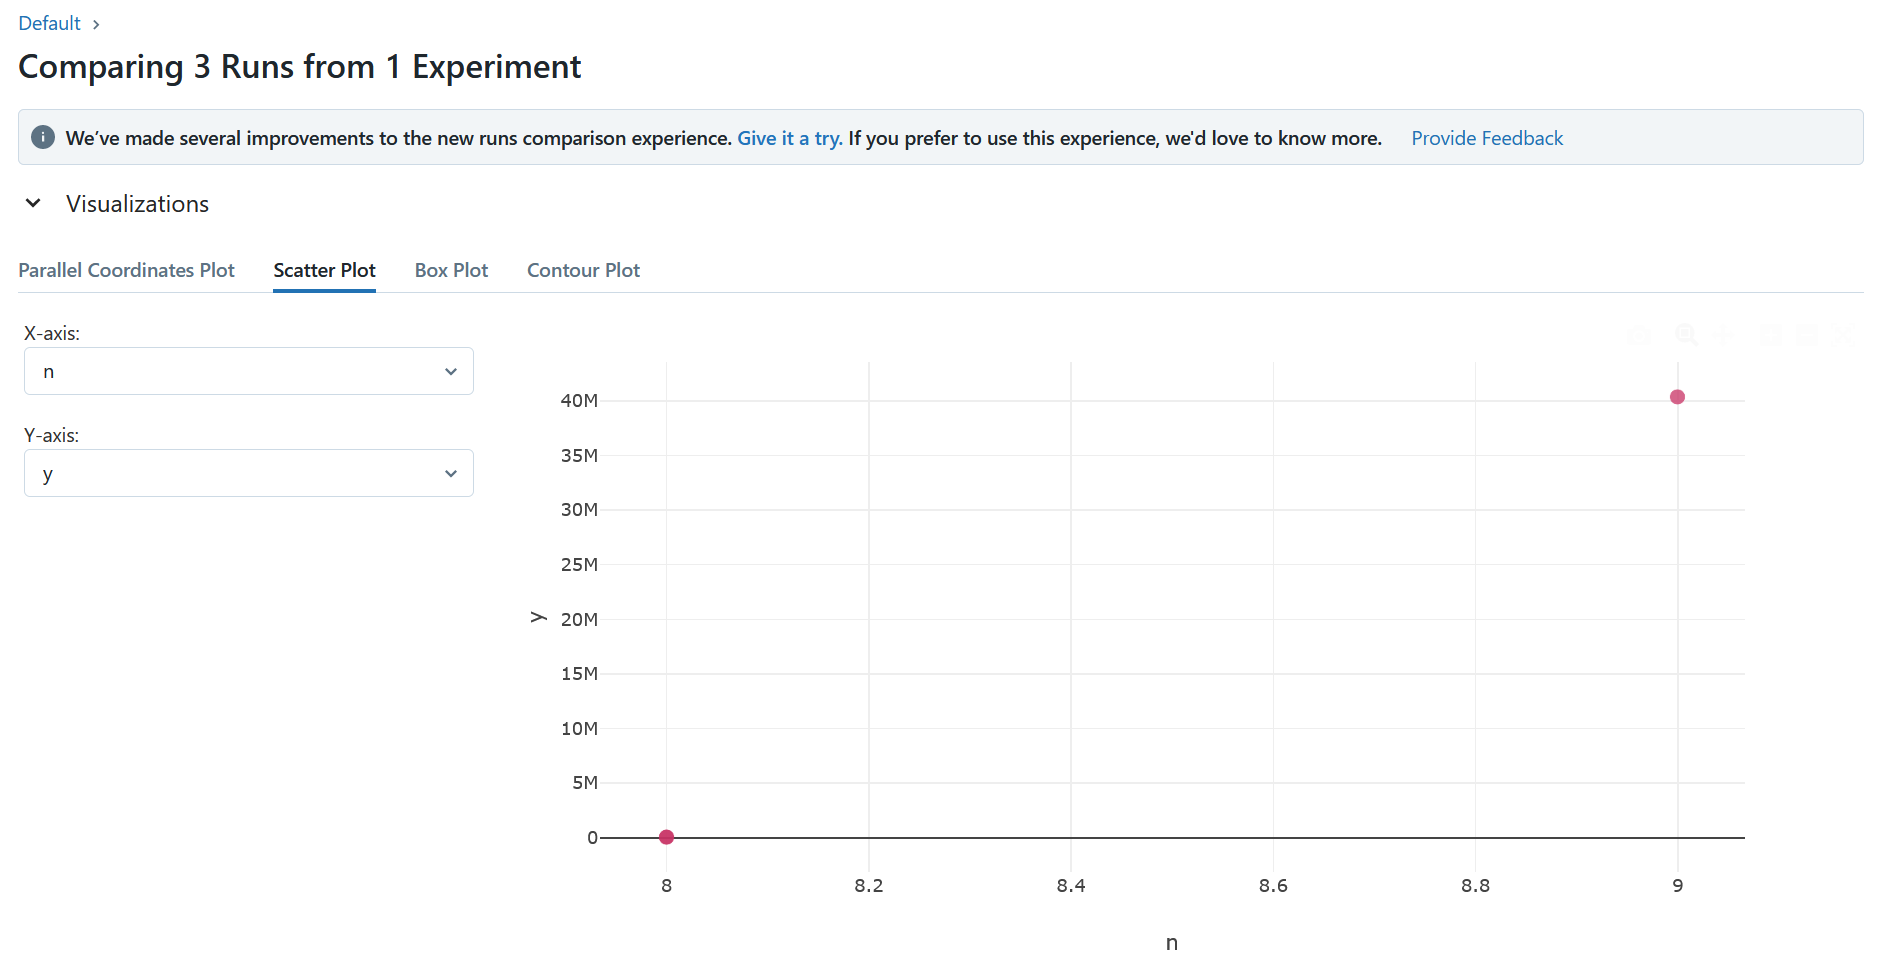 Default
Comparing 3 Runs from 1 Experiment
We've made several improvements to the new runs comparison experience. Give it a try. If you prefer to use this experience, we'd love to know more. Provide Feedback
Visualizations
Parallel Coordinates Plot Scatter Plot Box Plot Contour Plot
X-axis:
n
Y-axis:
y
40M
35M
30M
25M
20M
15M
10M
5M
0
y
8 8.2 8.4 8.6 8.8 9
n